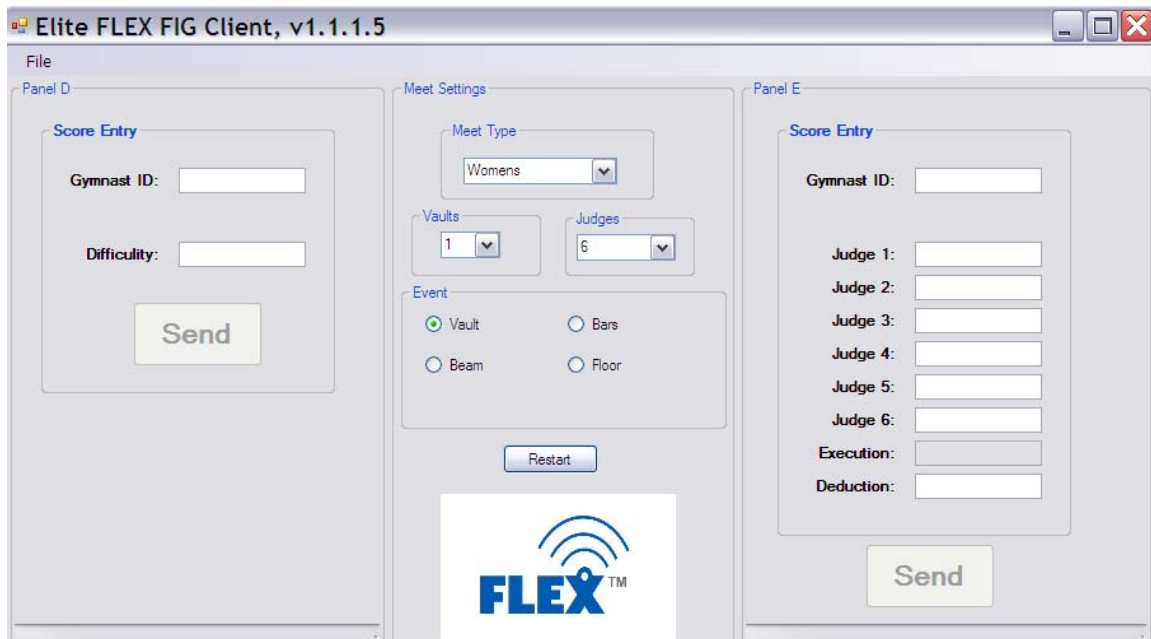 Elite FLEX FIG Client, v1.1.1.5
File
Panel D
Score Entry
Gymnast ID:
Difficulity:
Send
Meet Settings
Meet Type
Womens
Vaults
1
Judges
6
Event
Vault
Bars
Beam
Floor
Restart
FLEX TM
Panel E
Score Entry
Gymnast ID:
Judge 1:
Judge 2:
Judge 3:
Judge 4:
Judge 5:
Judge 6:
Execution:
Deduction:
Send